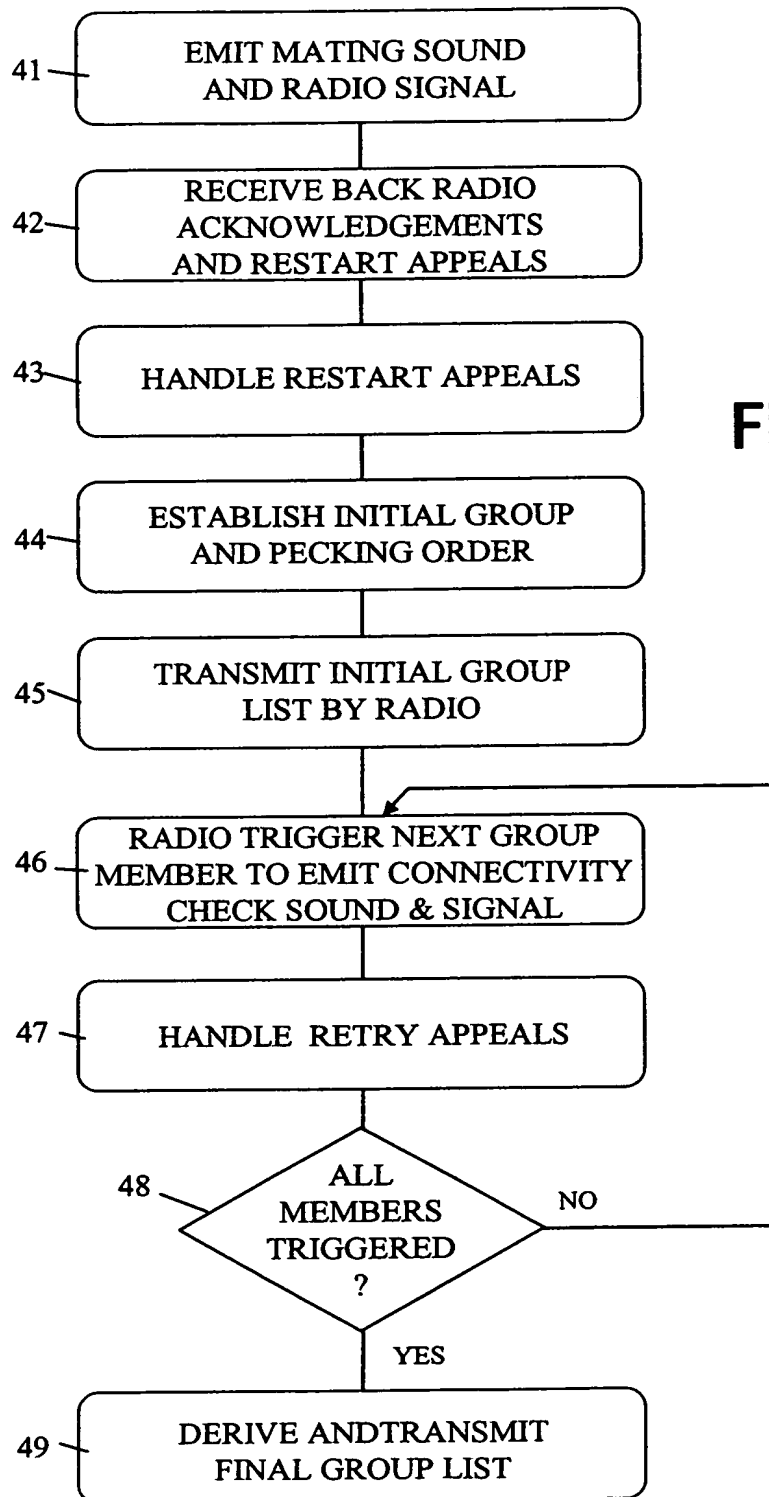 41
EMIT MATING SOUND
AND RADIO SIGNAL
42
RECEIVE BACK RADIO
ACKNOWLEDGEMENTS
AND RESTART APPEALS
43
HANDLE RESTART APPEALS
F
44
ESTABLISH INITIAL GROUP
AND PECKING ORDER
45
TRANSMIT INITIAL GROUP
LIST BY RADIO
46
RADIO TRIGGER NEXT GROUP
MEMBER TO EMIT CONNECTIVITY
CHECK SOUND & SIGNAL
47
HANDLE RETRY APPEALS
48
ALL
MEMBERS
TRIGGERED
?
NO
YES
49
DERIVE ANDTRANSMIT
FINAL GROUP LIST